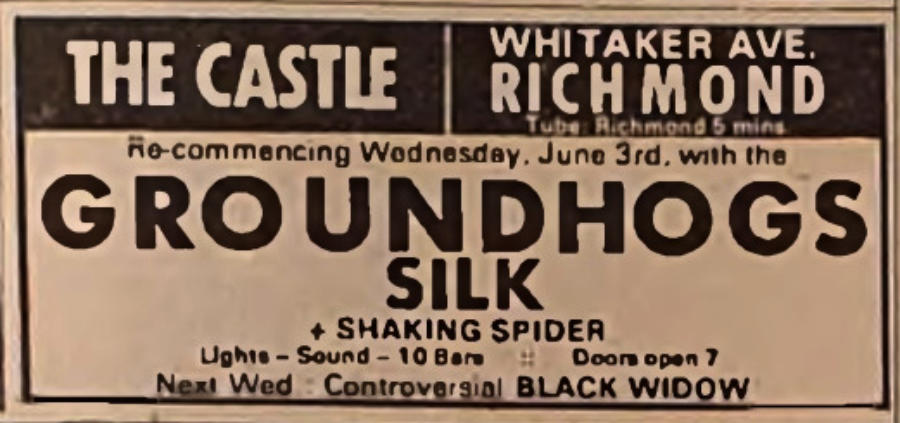 THE CASTLE
WHITAKER AVE.
RICHMOND
Tube: Richmond 5 mins
Re-commencing Wednesday, June 3rd, with the
GROUNDHOGS
SILK
+ SHAKING SPIDER
Lights – Sound – 10 Bars :: Doors open 7
Next Wed : Controversial BLACK WIDOW